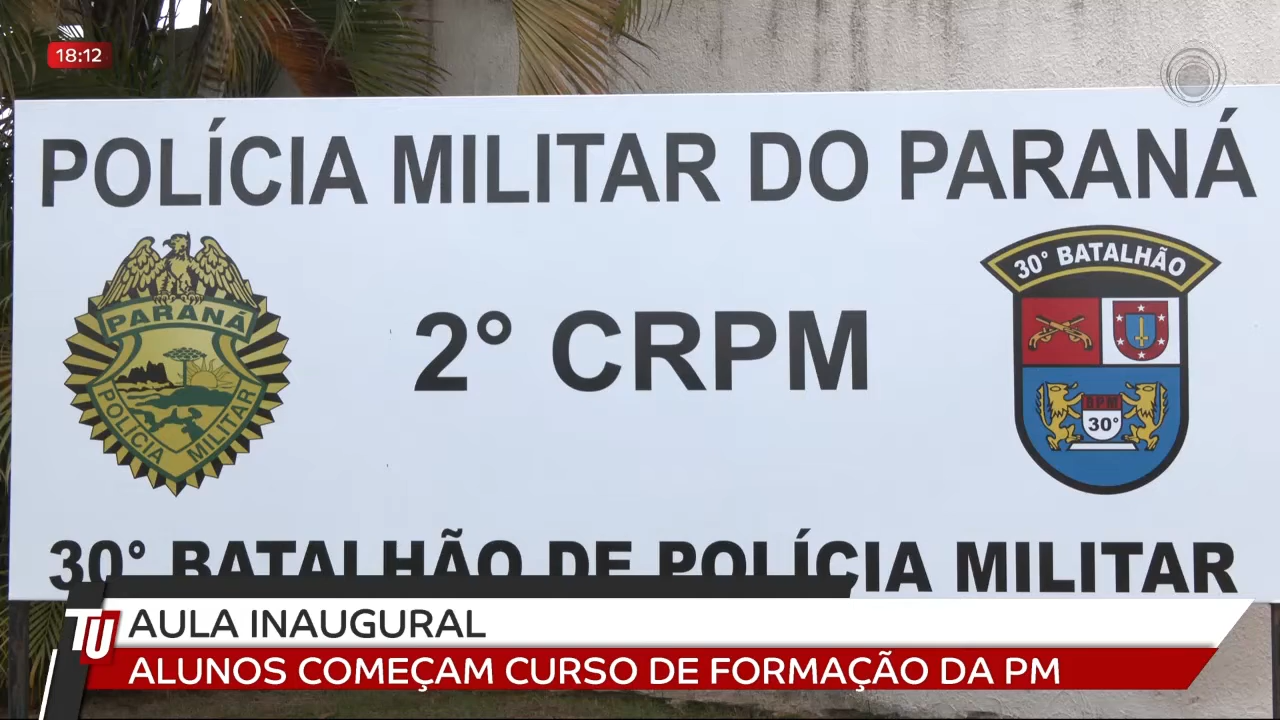 18:12
POLÍCIA MILITAR DO PARANÁ
PARANÁ
POLÍCIA MILITAR
2° CRPM
30° BATALHÃO
BPM
30°
30° BATALHÃO DE POLÍCIA MILITAR
TU
AULA INAUGURAL
ALUNOS COMEÇAM CURSO DE FORMAÇÃO DA PM